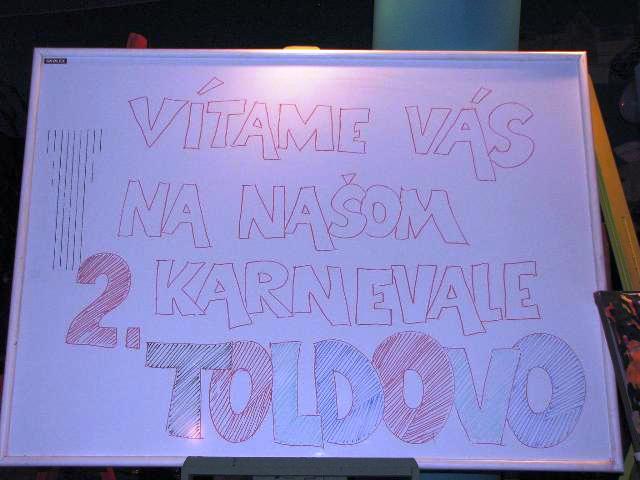 VÍTAME VÁS
NA NAŠOM
2. KARNEVALE
TOLDOVO